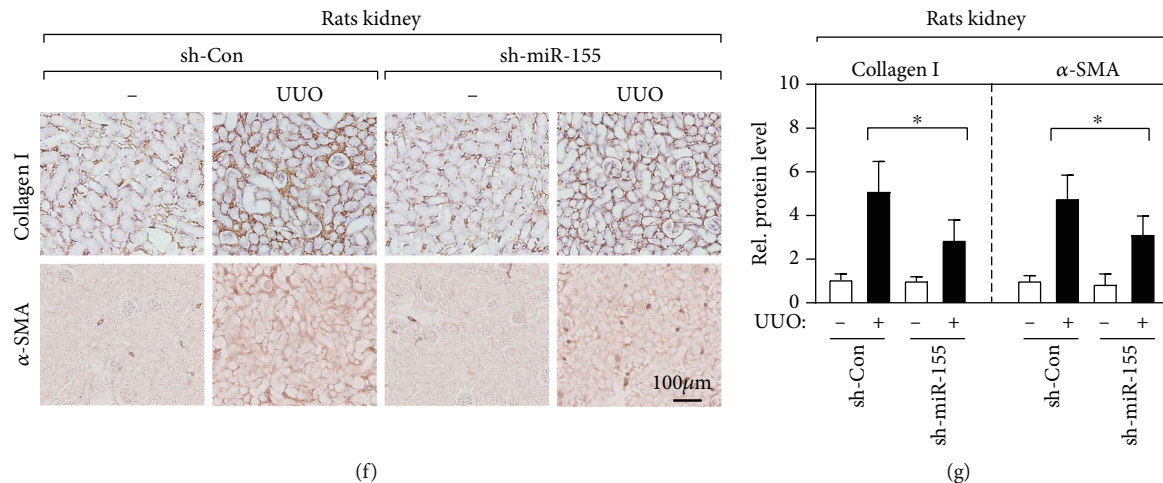 Rats kidney
sh-Con sh-miR-155
– UUO – UUO
Collagen I
α-SMA
100μm
(f)
Rats kidney
Collagen I α-SMA
* *
Rel. protein level
10
8
6
4
2
0
UUO: – + – + – + – +
sh-Con sh-miR-155 sh-Con sh-miR-155
(g)